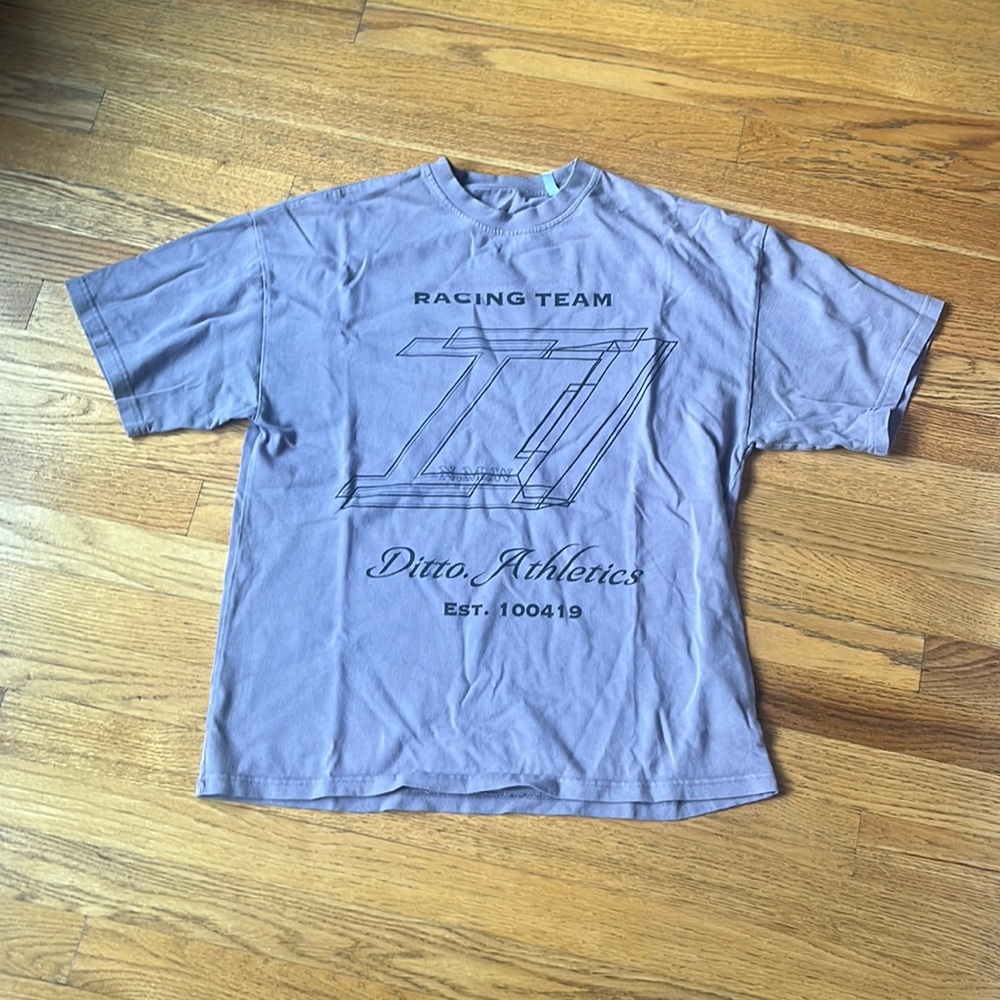 RACING TEAM
Ditto. Athletics
EST. 100419